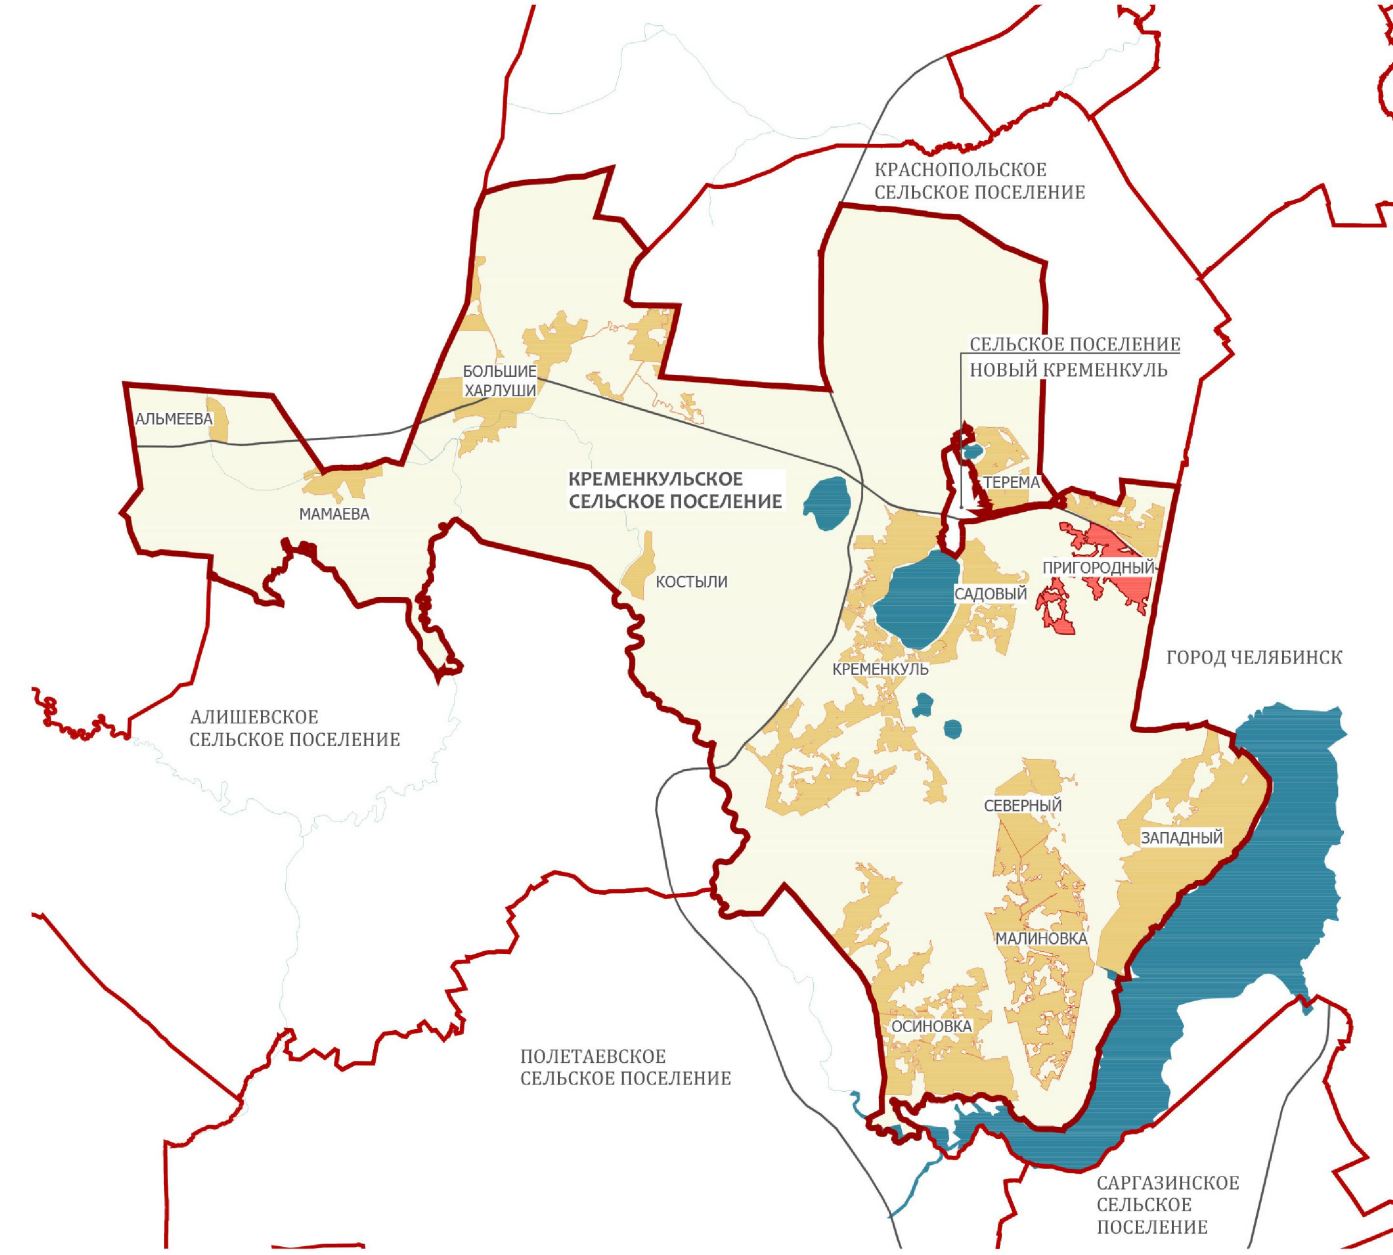 КРАСНОПОЛЬСКОЕ
СЕЛЬСКОЕ ПОСЕЛЕНИЕ
СЕЛЬСКОЕ ПОСЕЛЕНИЕ
НОВЫЙ КРЕМЕНКУЛЬ
БОЛЬШИЕ
ХАРЛУШИ
АЛЬМЕЕВА
КРЕМЕНКУЛЬСКОЕ
СЕЛЬСКОЕ ПОСЕЛЕНИЕ
ТЕРЕМА
МАМАЕВА
ПРИГОРОДНЫЙ
КОСТЫЛИ
САДОВЫЙ
ГОРОД ЧЕЛЯБИНСК
КРЕМЕНКУЛЬ
АЛИШЕВСКОЕ
СЕЛЬСКОЕ ПОСЕЛЕНИЕ
СЕВЕРНЫЙ
ЗАПАДНЫЙ
МАЛИНОВКА
ОСИНОВКА
ПОЛЕТАЕВСКОЕ
СЕЛЬСКОЕ ПОСЕЛЕНИЕ
САРГАЗИНСКОЕ
СЕЛЬСКОЕ
ПОСЕЛЕНИЕ